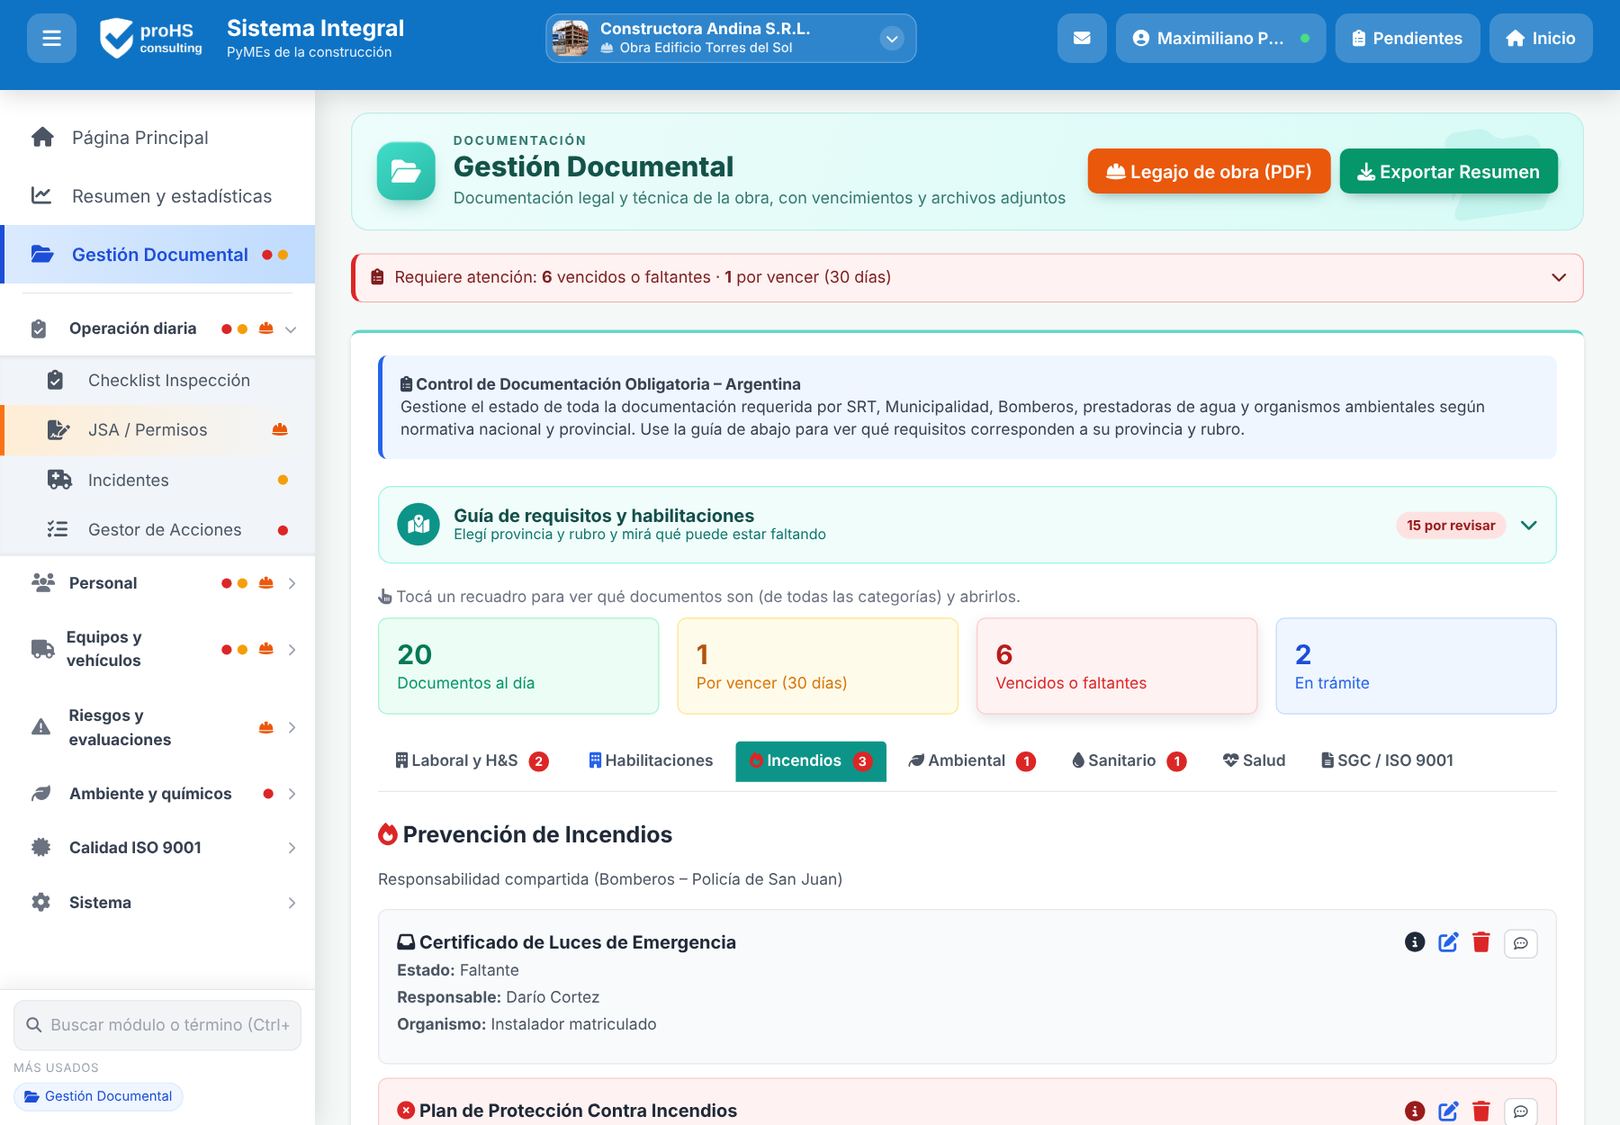 proHS
consulting
Sistema Integral
PyMEs de la construcción
Constructora Andina S.R.L.
Obra Edificio Torres del Sol
Maximiliano P...
Pendientes
Inicio
Página Principal
Resumen y estadísticas
Gestión Documental
Operación diaria
Checklist Inspección
JSA / Permisos
Incidentes
Gestor de Acciones
Personal
Equipos y
vehículos
Riesgos y
evaluaciones
Ambiente y químicos
Calidad ISO 9001
Sistema
Buscar módulo o término (Ctrl+
MÁS USADOS
Gestión Documental
DOCUMENTACIÓN
Gestión Documental
Documentación legal y técnica de la obra, con vencimientos y archivos adjuntos
Legajo de obra (PDF)
Exportar Resumen
Requiere atención: 6 vencidos o faltantes · 1 por vencer (30 días)
Control de Documentación Obligatoria – Argentina
Gestione el estado de toda la documentación requerida por SRT, Municipalidad, Bomberos, prestadoras de agua y organismos ambientales según
normativa nacional y provincial. Use la guía de abajo para ver qué requisitos corresponden a su provincia y rubro.
Guía de requisitos y habilitaciones
Elegí provincia y rubro y mirá qué puede estar faltando
15 por revisar
Tocá un recuadro para ver qué documentos son (de todas las categorías) y abrirlos.
20
Documentos al día
1
Por vencer (30 días)
6
Vencidos o faltantes
2
En trámite
Laboral y H&S 2
Habilitaciones
Incendios 3
Ambiental 1
Sanitario 1
Salud
SGC / ISO 9001
Prevención de Incendios
Responsabilidad compartida (Bomberos – Policía de San Juan)
Certificado de Luces de Emergencia
Estado: Faltante
Responsable: Darío Cortez
Organismo: Instalador matriculado
Plan de Protección Contra Incendios